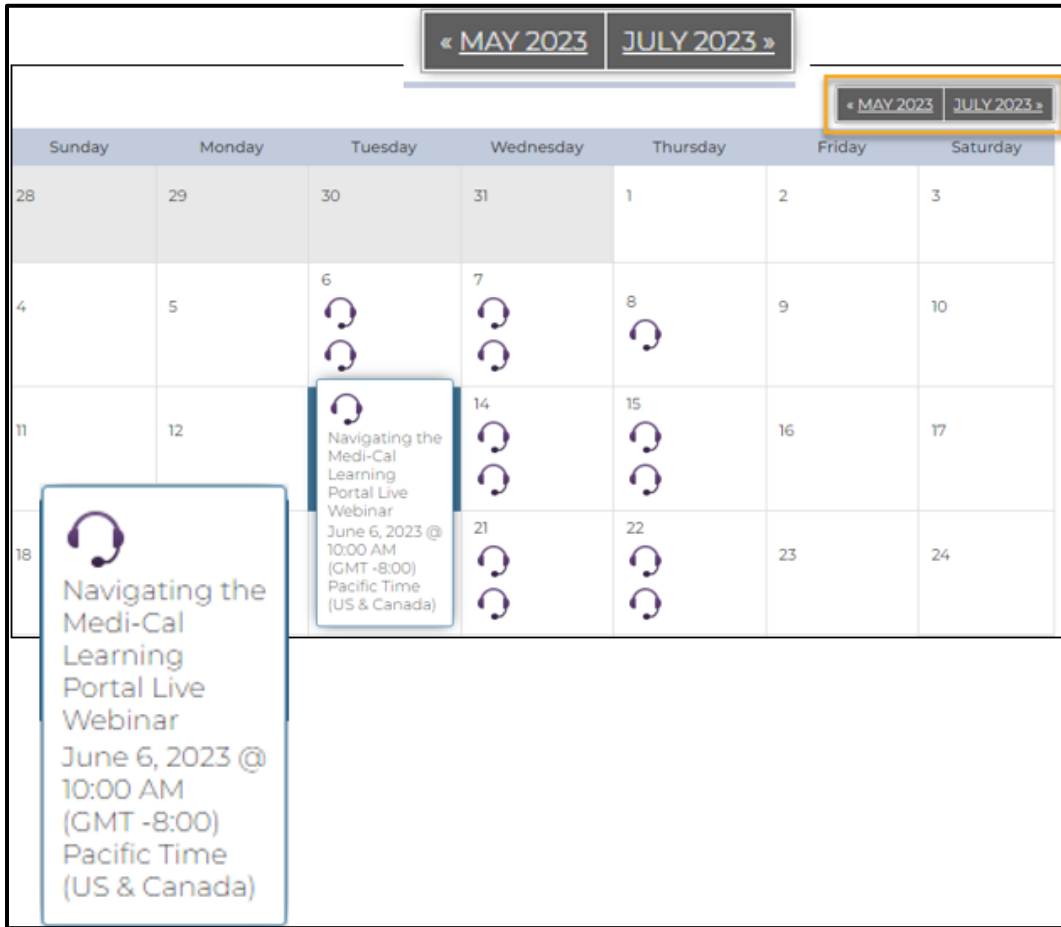 « MAY 2023 JULY 2023 »
« MAY 2023 JULY 2023 »
Sunday Monday Tuesday Wednesday Thursday Friday Saturday
28 29 30 31 1 2 3
4 5 6 7 8 9 10
11 12 14 15 16 17
Navigating the
Medi-Cal
Learning
Portal Live
Webinar
June 6, 2023 @
10:00 AM
(GMT -8:00)
Pacific Time
(US & Canada)
18 21 22 23 24
Navigating the
Medi-Cal
Learning
Portal Live
Webinar
June 6, 2023 @
10:00 AM
(GMT -8:00)
Pacific Time
(US & Canada)